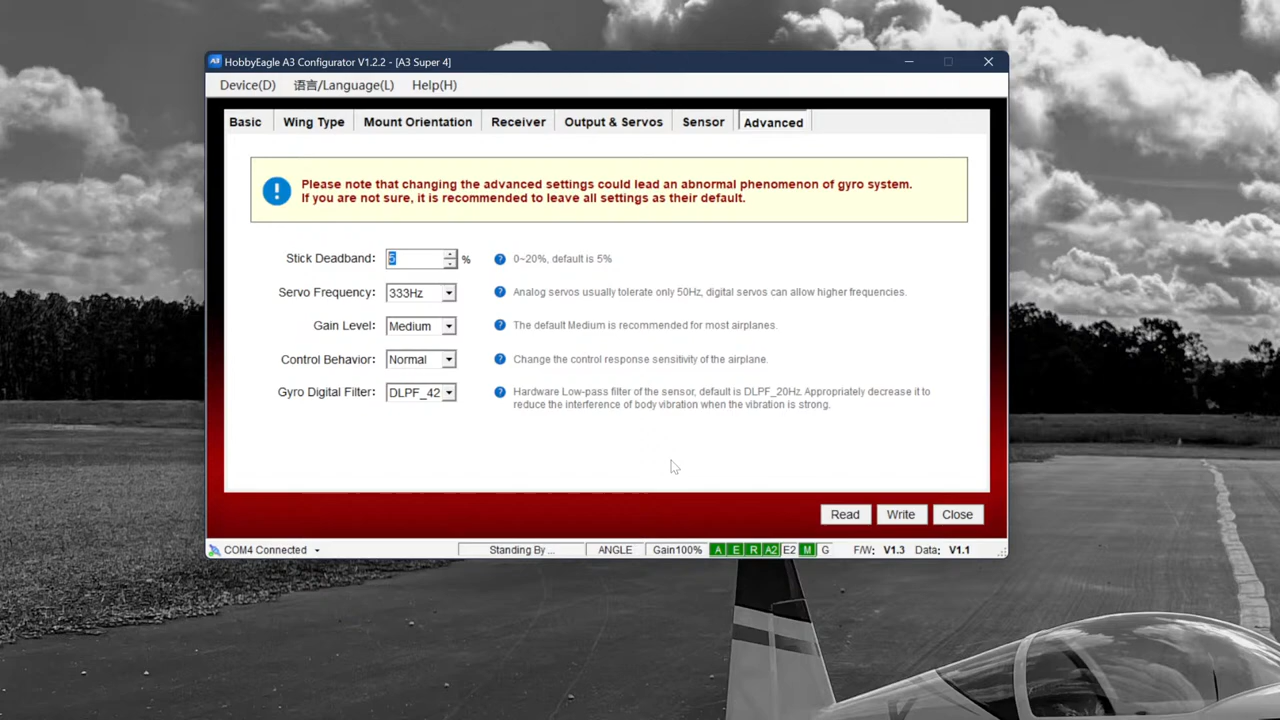 A3 HobbyEagle A3 Configurator V1.2.2 - [A3 Super 4]
Device(D) 语言/Language(L) Help(H)
Basic Wing Type Mount Orientation Receiver Output & Servos Sensor Advanced
Please note that changing the advanced settings could lead an abnormal phenomenon of gyro system.
If you are not sure, it is recommended to leave all settings as their default.
Stick Deadband: 5 % ? 0~20%, default is 5%
Servo Frequency: 333Hz ? Analog servos usually tolerate only 50Hz, digital servos can allow higher frequencies.
Gain Level: Medium ? The default Medium is recommended for most airplanes.
Control Behavior: Normal ? Change the control response sensitivity of the airplane.
Gyro Digital Filter: DLPF_42 ? Hardware Low-pass filter of the sensor, default is DLPF_20Hz. Appropriately decrease it to
reduce the interference of body vibration when the vibration is strong.
Read Write Close
COM4 Connected Standing By ... ANGLE Gain100% A E R A2 E2 M G F/W: V1.3 Data: V1.1